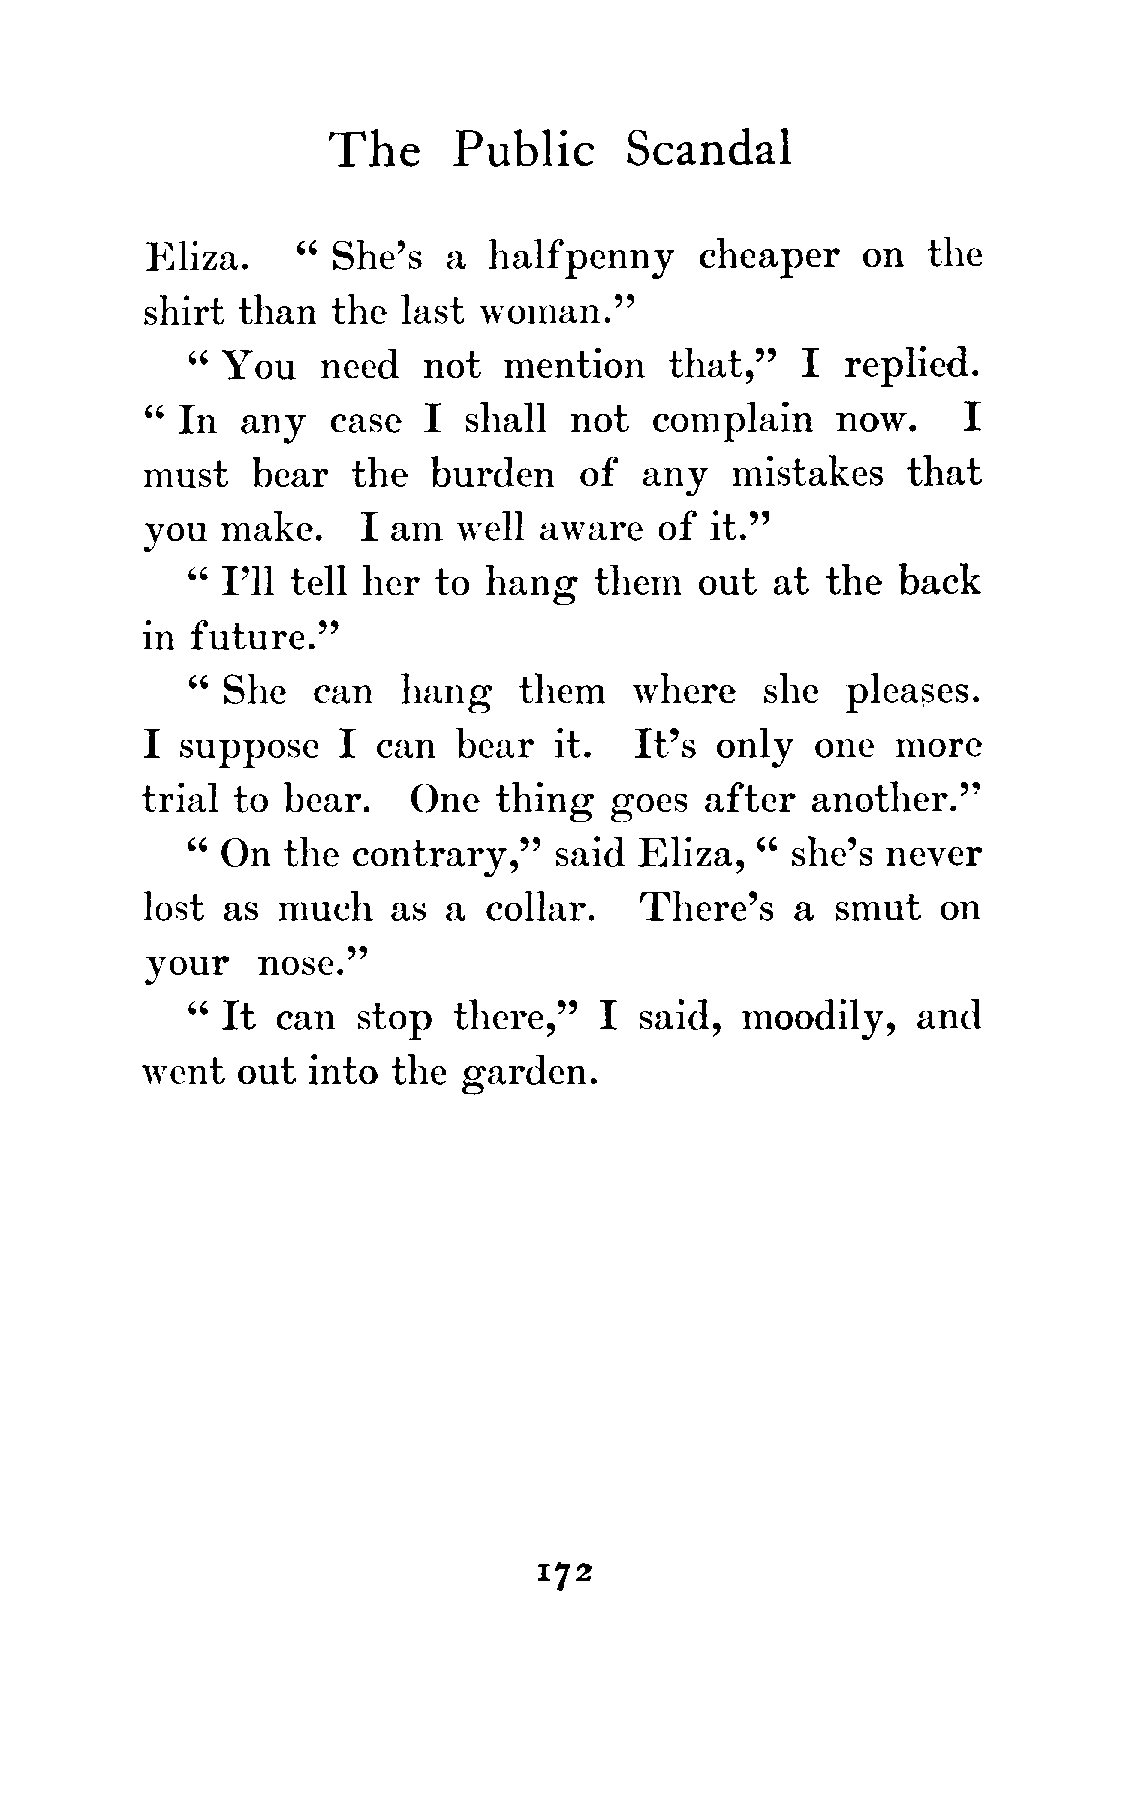 The Public Scandal
Eliza. “ She’s a halfpenny cheaper on the
shirt than the last woman.”
“ You need not mention that,” I replied.
“ In any case I shall not complain now. I
must bear the burden of any mistakes that
you make. I am well aware of it.”
“ I’ll tell her to hang them out at the back
in future.”
“ She can hang them where she pleases.
I suppose I can bear it. It’s only one more
trial to bear. One thing goes after another.”
“ On the contrary,” said Eliza, “ she’s never
lost as much as a collar. There’s a smut on
your nose.”
“ It can stop there,” I said, moodily, and
went out into the garden.
172